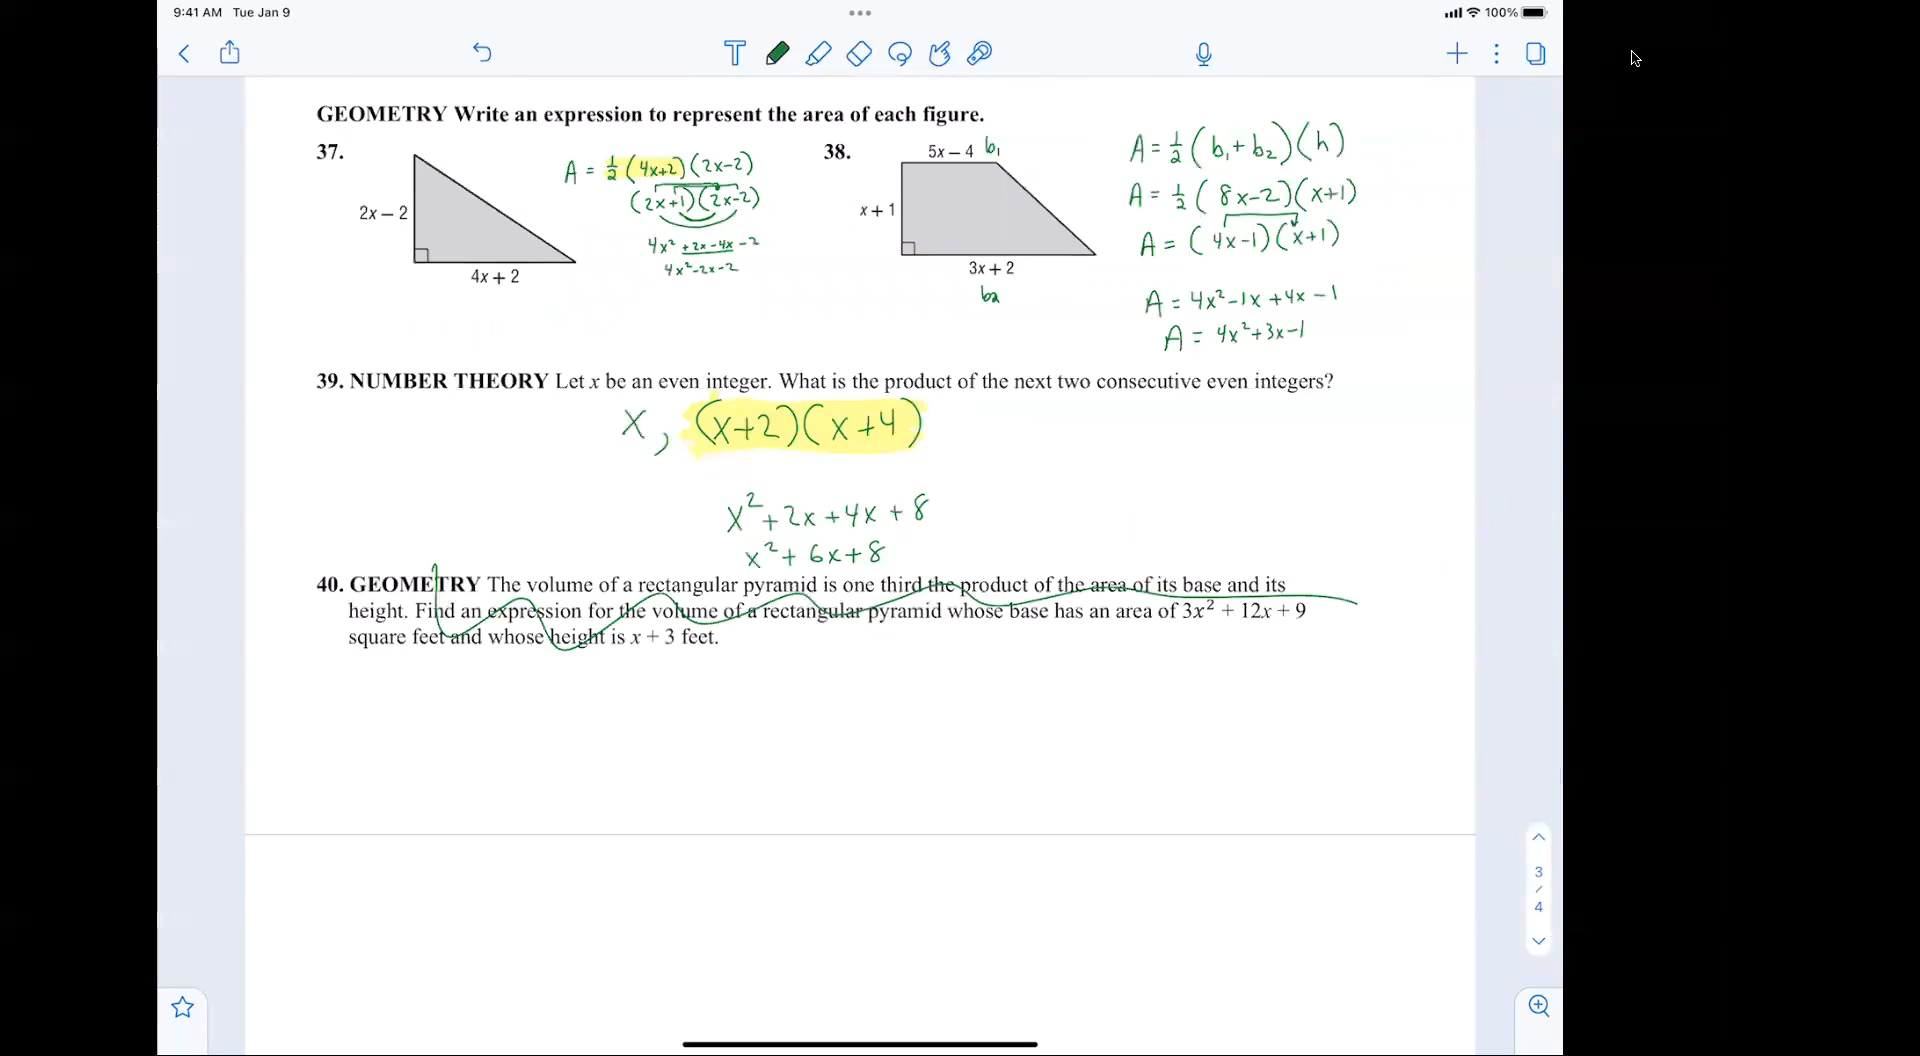 9:41 AM Tue Jan 9
100%
GEOMETRY Write an expression to represent the area of each figure.
37.
2x – 2
4x + 2
A = 1/2 (4x+2)(2x-2)
(2x+1)(2x-2)
4x² +2x -4x -2
4x² -2x -2
38.
5x – 4 b₁
x + 1
3x + 2
b₂
A = 1/2 (b₁ + b₂)(h)
A = 1/2 (8x-2)(x+1)
A = (4x-1)(x+1)
A = 4x² -1x +4x -1
A = 4x² +3x -1
39. NUMBER THEORY Let x be an even integer. What is the product of the next two consecutive even integers?
x, (x+2)(x+4)
x² + 2x + 4x + 8
x² + 6x + 8
40. GEOMETRY The volume of a rectangular pyramid is one third the product of the area of its base and its
height. Find an expression for the volume of a rectangular pyramid whose base has an area of 3x² + 12x + 9
square feet and whose height is x + 3 feet.
3
/
4